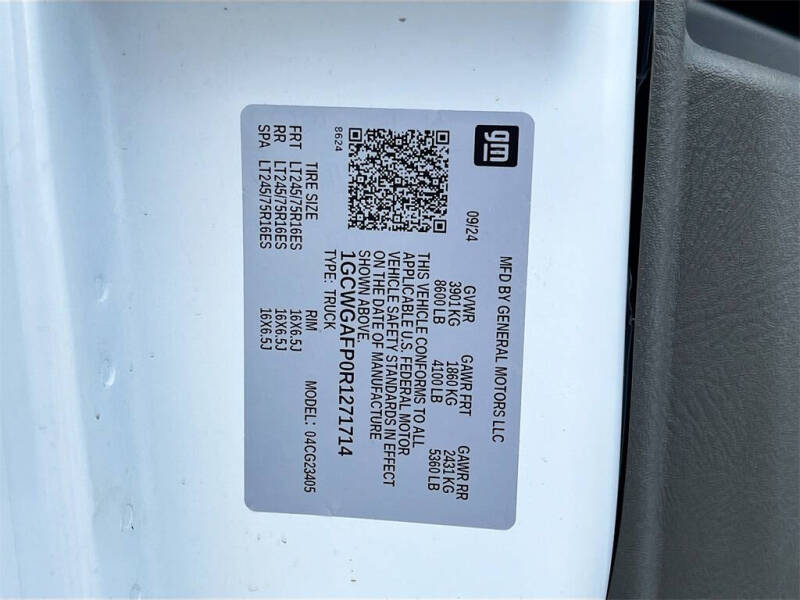 gm
MFD BY GENERAL MOTORS LLC
09/24
GVWR GAWR FRT GAWR RR
3901 KG 1860 KG 2431 KG
8600 LB 4100 LB 5360 LB
THIS VEHICLE CONFORMS TO ALL
APPLICABLE U.S. FEDERAL MOTOR
VEHICLE SAFETY STANDARDS IN EFFECT
ON THE DATE OF MANUFACTURE
SHOWN ABOVE.
1GCWGAFP0R1271714
TYPE: TRUCK
8624
MODEL: 04CG23405
TIRE SIZE RIM
FRT LT245/75R16ES 16X6.5J
RR LT245/75R16ES 16X6.5J
SPA LT245/75R16ES 16X6.5J